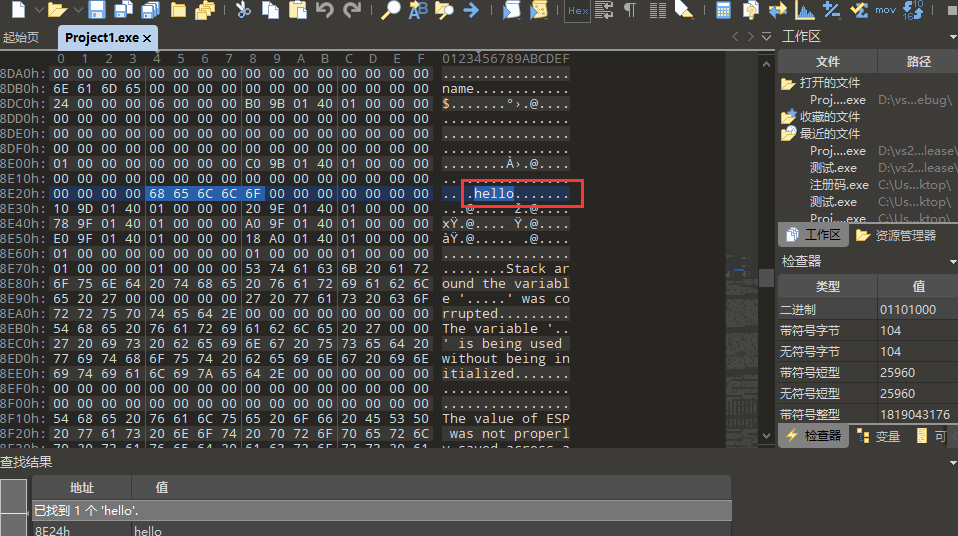 Hex
mov
起始页
Project1.exe ×
工作区
0 1 2 3 4 5 6 7 8 9 A B C D E F 0123456789ABCDEF
文件 路径
8DA0h: 00 00 00 00 00 00 00 00 00 00 00 00 00 00 00 00 ................
8DB0h: 6E 61 6D 65 00 00 00 00 00 00 00 00 00 00 00 00 name............
8DC0h: 24 00 00 00 06 00 00 00 B0 9B 01 40 01 00 00 00 $.......°›.@....
8DD0h: 00 00 00 00 00 00 00 00 00 00 00 00 00 00 00 00 ................
8DE0h: 00 00 00 00 00 00 00 00 00 00 00 00 00 00 00 00 ................
8DF0h: 00 00 00 00 00 00 00 00 00 00 00 00 00 00 00 00 ................
8E00h: 01 00 00 00 00 00 00 00 C0 9B 01 40 01 00 00 00 ........À›.@....
8E10h: 00 00 00 00 00 00 00 00 00 00 00 00 00 00 00 00 ................
8E20h: 00 00 00 00 68 65 6C 6C 6F 00 00 00 00 00 00 00 ....hello.......
8E30h: 10 9D 01 40 01 00 00 00 20 9E 01 40 01 00 00 00 ...@.... Ž.@....
8E40h: 78 9F 01 40 01 00 00 00 A0 9F 01 40 01 00 00 00 xŸ.@.... Ÿ.@....
8E50h: E0 9F 01 40 01 00 00 00 18 A0 01 40 01 00 00 00 àŸ.@..... .@....
8E60h: 01 00 00 00 00 00 00 00 01 00 00 00 01 00 00 00 ................
8E70h: 01 00 00 00 01 00 00 00 53 74 61 63 6B 20 61 72 ........Stack ar
8E80h: 6F 75 6E 64 20 74 68 65 20 76 61 72 69 61 62 6C ound the variabl
8E90h: 65 20 27 00 00 00 00 00 27 20 77 61 73 20 63 6F e '.....' was co
8EA0h: 72 72 75 70 74 65 64 2E 00 00 00 00 00 00 00 00 rrupted.........
8EB0h: 54 68 65 20 76 61 72 69 61 62 6C 65 20 27 00 00 The variable '..
8EC0h: 27 20 69 73 20 62 65 69 6E 67 20 75 73 65 64 20 ' is being used
8ED0h: 77 69 74 68 6F 75 74 20 62 65 69 6E 67 20 69 6E without being in
8EE0h: 69 74 69 61 6C 69 7A 65 64 2E 00 00 00 00 00 00 itialized.......
8EF0h: 00 00 00 00 00 00 00 00 00 00 00 00 00 00 00 00 ................
8F00h: 00 00 00 00 00 00 00 00 00 00 00 00 00 00 00 00 ................
8F10h: 54 68 65 20 76 61 6C 75 65 20 6F 66 20 45 53 50 The value of ESP
8F20h: 20 77 61 73 20 6E 6F 74 20 70 72 6F 70 65 72 6C was not properl
打开的文件
Proj....exe D:\vs...ebug\
收藏的文件
最近的文件
Proj....exe D:\vs2...lease\
测试.exe D:\vs2...lease\
注册码.exe C:\Us...ktop\
测试.exe C:\Us...ktop\
Proj....exe C:\Us...ktop\
工作区 资源管理器
检查器
类型 值
二进制 01101000
带符号字节 104
无符号字节 104
带符号短型 25960
无符号短型 25960
带符号整型 1819043176
检查器 变量 可
查找结果
地址 值
已找到 1 个 'hello'.
8E24h hello